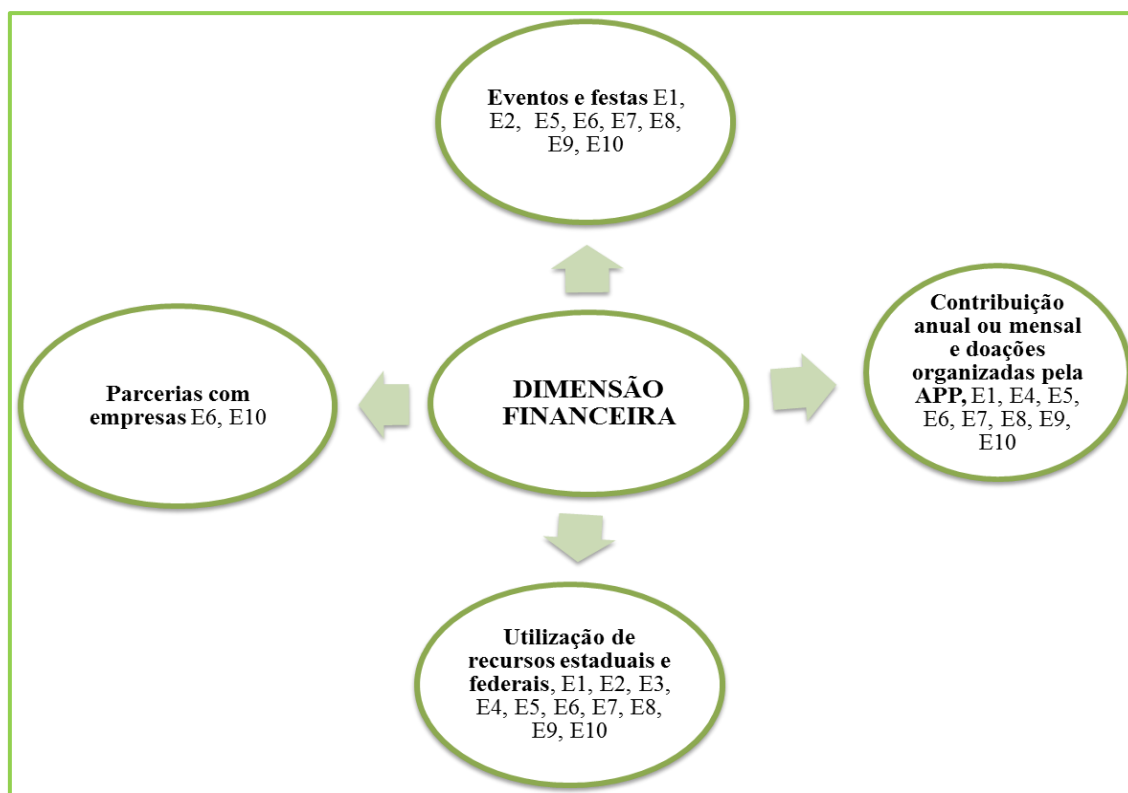 Eventos e festas E1,
E2, E5, E6, E7, E8,
E9, E10
Parcerias com
empresas E6, E10
DIMENSÃO
FINANCEIRA
Contribuição
anual ou mensal
e doações
organizadas pela
APP, E1, E4, E5,
E6, E7, E8, E9,
E10
Utilização de
recursos estaduais e
federais, E1, E2, E3,
E4, E5, E6, E7, E8,
E9, E10